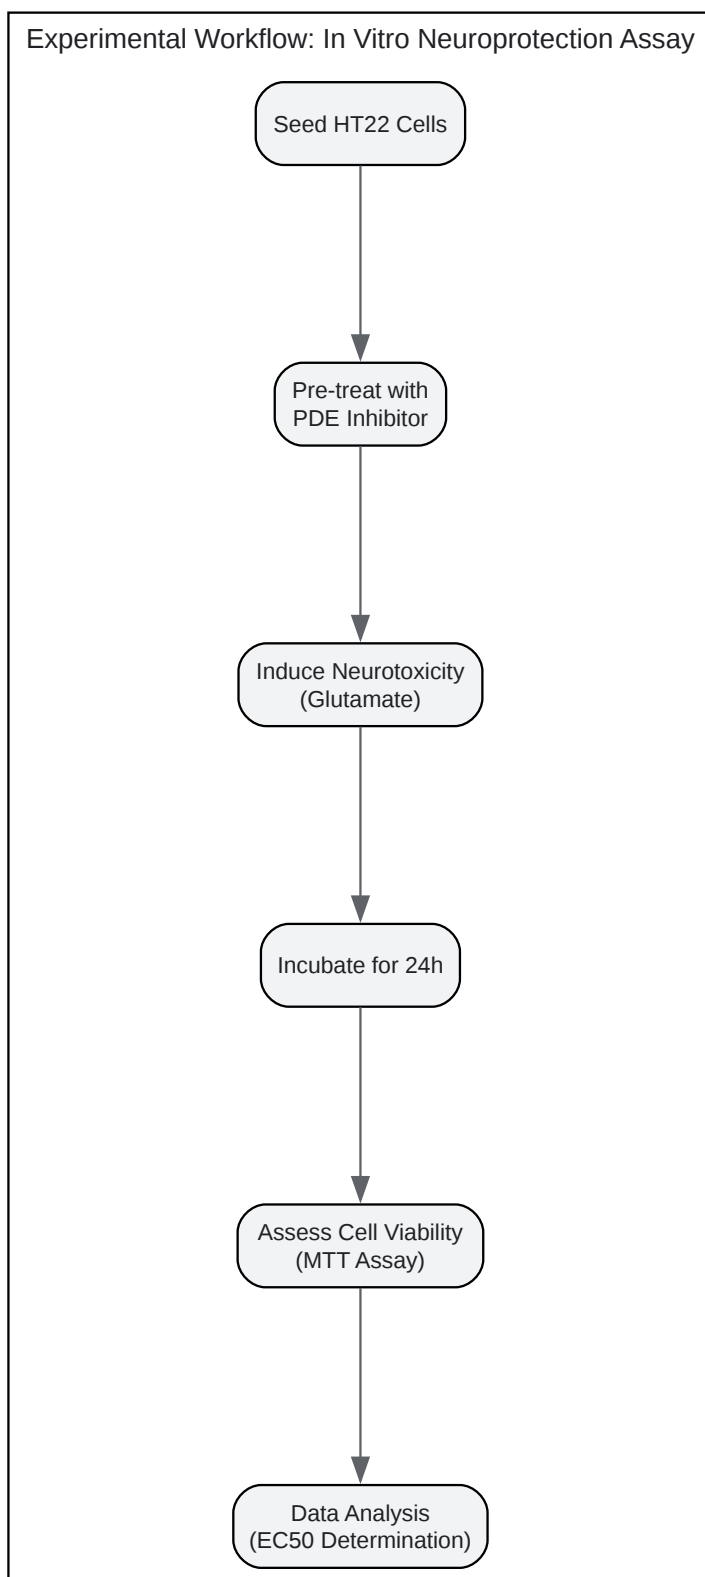 Experimental Workflow: In Vitro Neuroprotection Assay
Seed HT22 Cells
Pre-treat with
PDE Inhibitor
Induce Neurotoxicity
(Glutamate)
Incubate for 24h
Assess Cell Viability
(MTT Assay)
Data Analysis
(EC50 Determination)